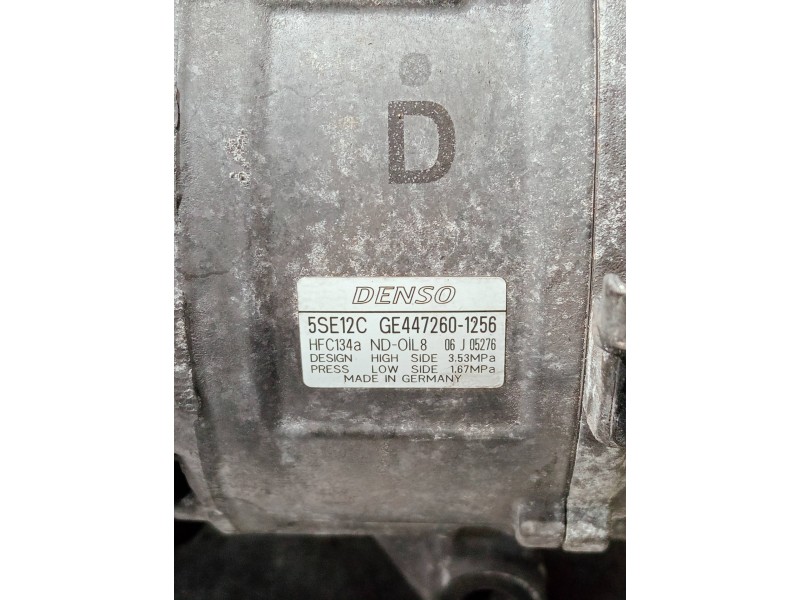 D
DENSO
5SE12C GE447260-1256
HFC134a ND-OIL8 06 J 05276
DESIGN HIGH SIDE 3.53MPa
PRESS LOW SIDE 1.67MPa
MADE IN GERMANY